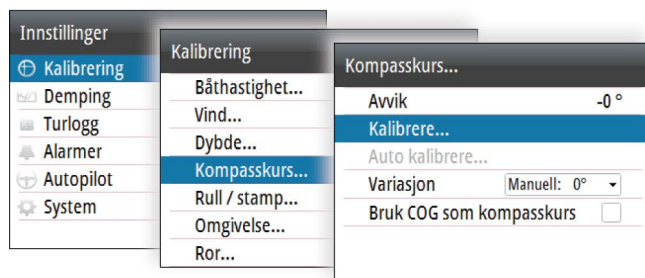 Innstillinger
Kalibrering
Demping
Turlogg
Alarmer
Autopilot
System
Kalibrering
Båthastighet...
Vind...
Dybde...
Kompasskurs...
Rull / stamp...
Omgivelse...
Ror...
Kompasskurs...
Avvik -0 °
Kalibrere...
Auto kalibrere...
Variasjon Manuell: 0°
Bruk COG som kompasskurs